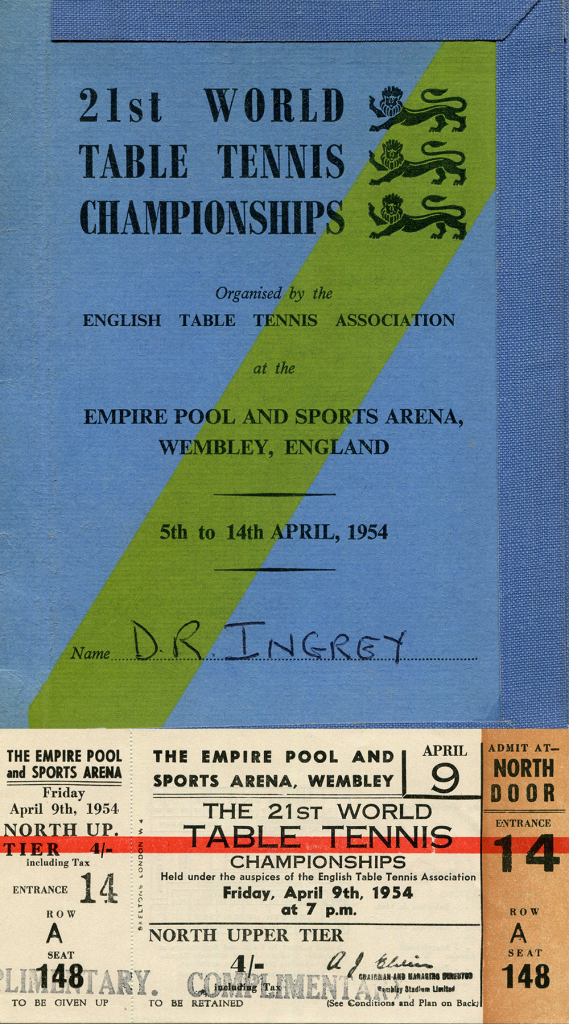 21st WORLD
TABLE TENNIS
CHAMPIONSHIPS
Organised by the
ENGLISH TABLE TENNIS ASSOCIATION
at the
EMPIRE POOL AND SPORTS ARENA,
WEMBLEY, ENGLAND
5th to 14th APRIL, 1954
Name D.R. INGREY
THE EMPIRE POOL
and SPORTS ARENA
Friday
April 9th, 1954
NORTH UP.
TIER 4/-
including Tax
ENTRANCE 14
ROW
A
SEAT
148
PLIMENTARY.
TO BE GIVEN UP
SKELTONS LONDON W 4
THE EMPIRE POOL AND
SPORTS ARENA, WEMBLEY
APRIL
9
THE 21ST WORLD
TABLE TENNIS
CHAMPIONSHIPS
Held under the auspices of the English Table Tennis Association
Friday, April 9th, 1954
at 7 p.m.
NORTH UPPER TIER
4/-
including Tax
A J Elvin
CHAIRMAN AND MANAGING DIRECTOR
Wembley Stadium Limited
COMPLIMENTARY.
TO BE RETAINED
(See Conditions and Plan on Back)
ADMIT AT—
NORTH
DOOR
ENTRANCE
14
ROW
A
SEAT
148